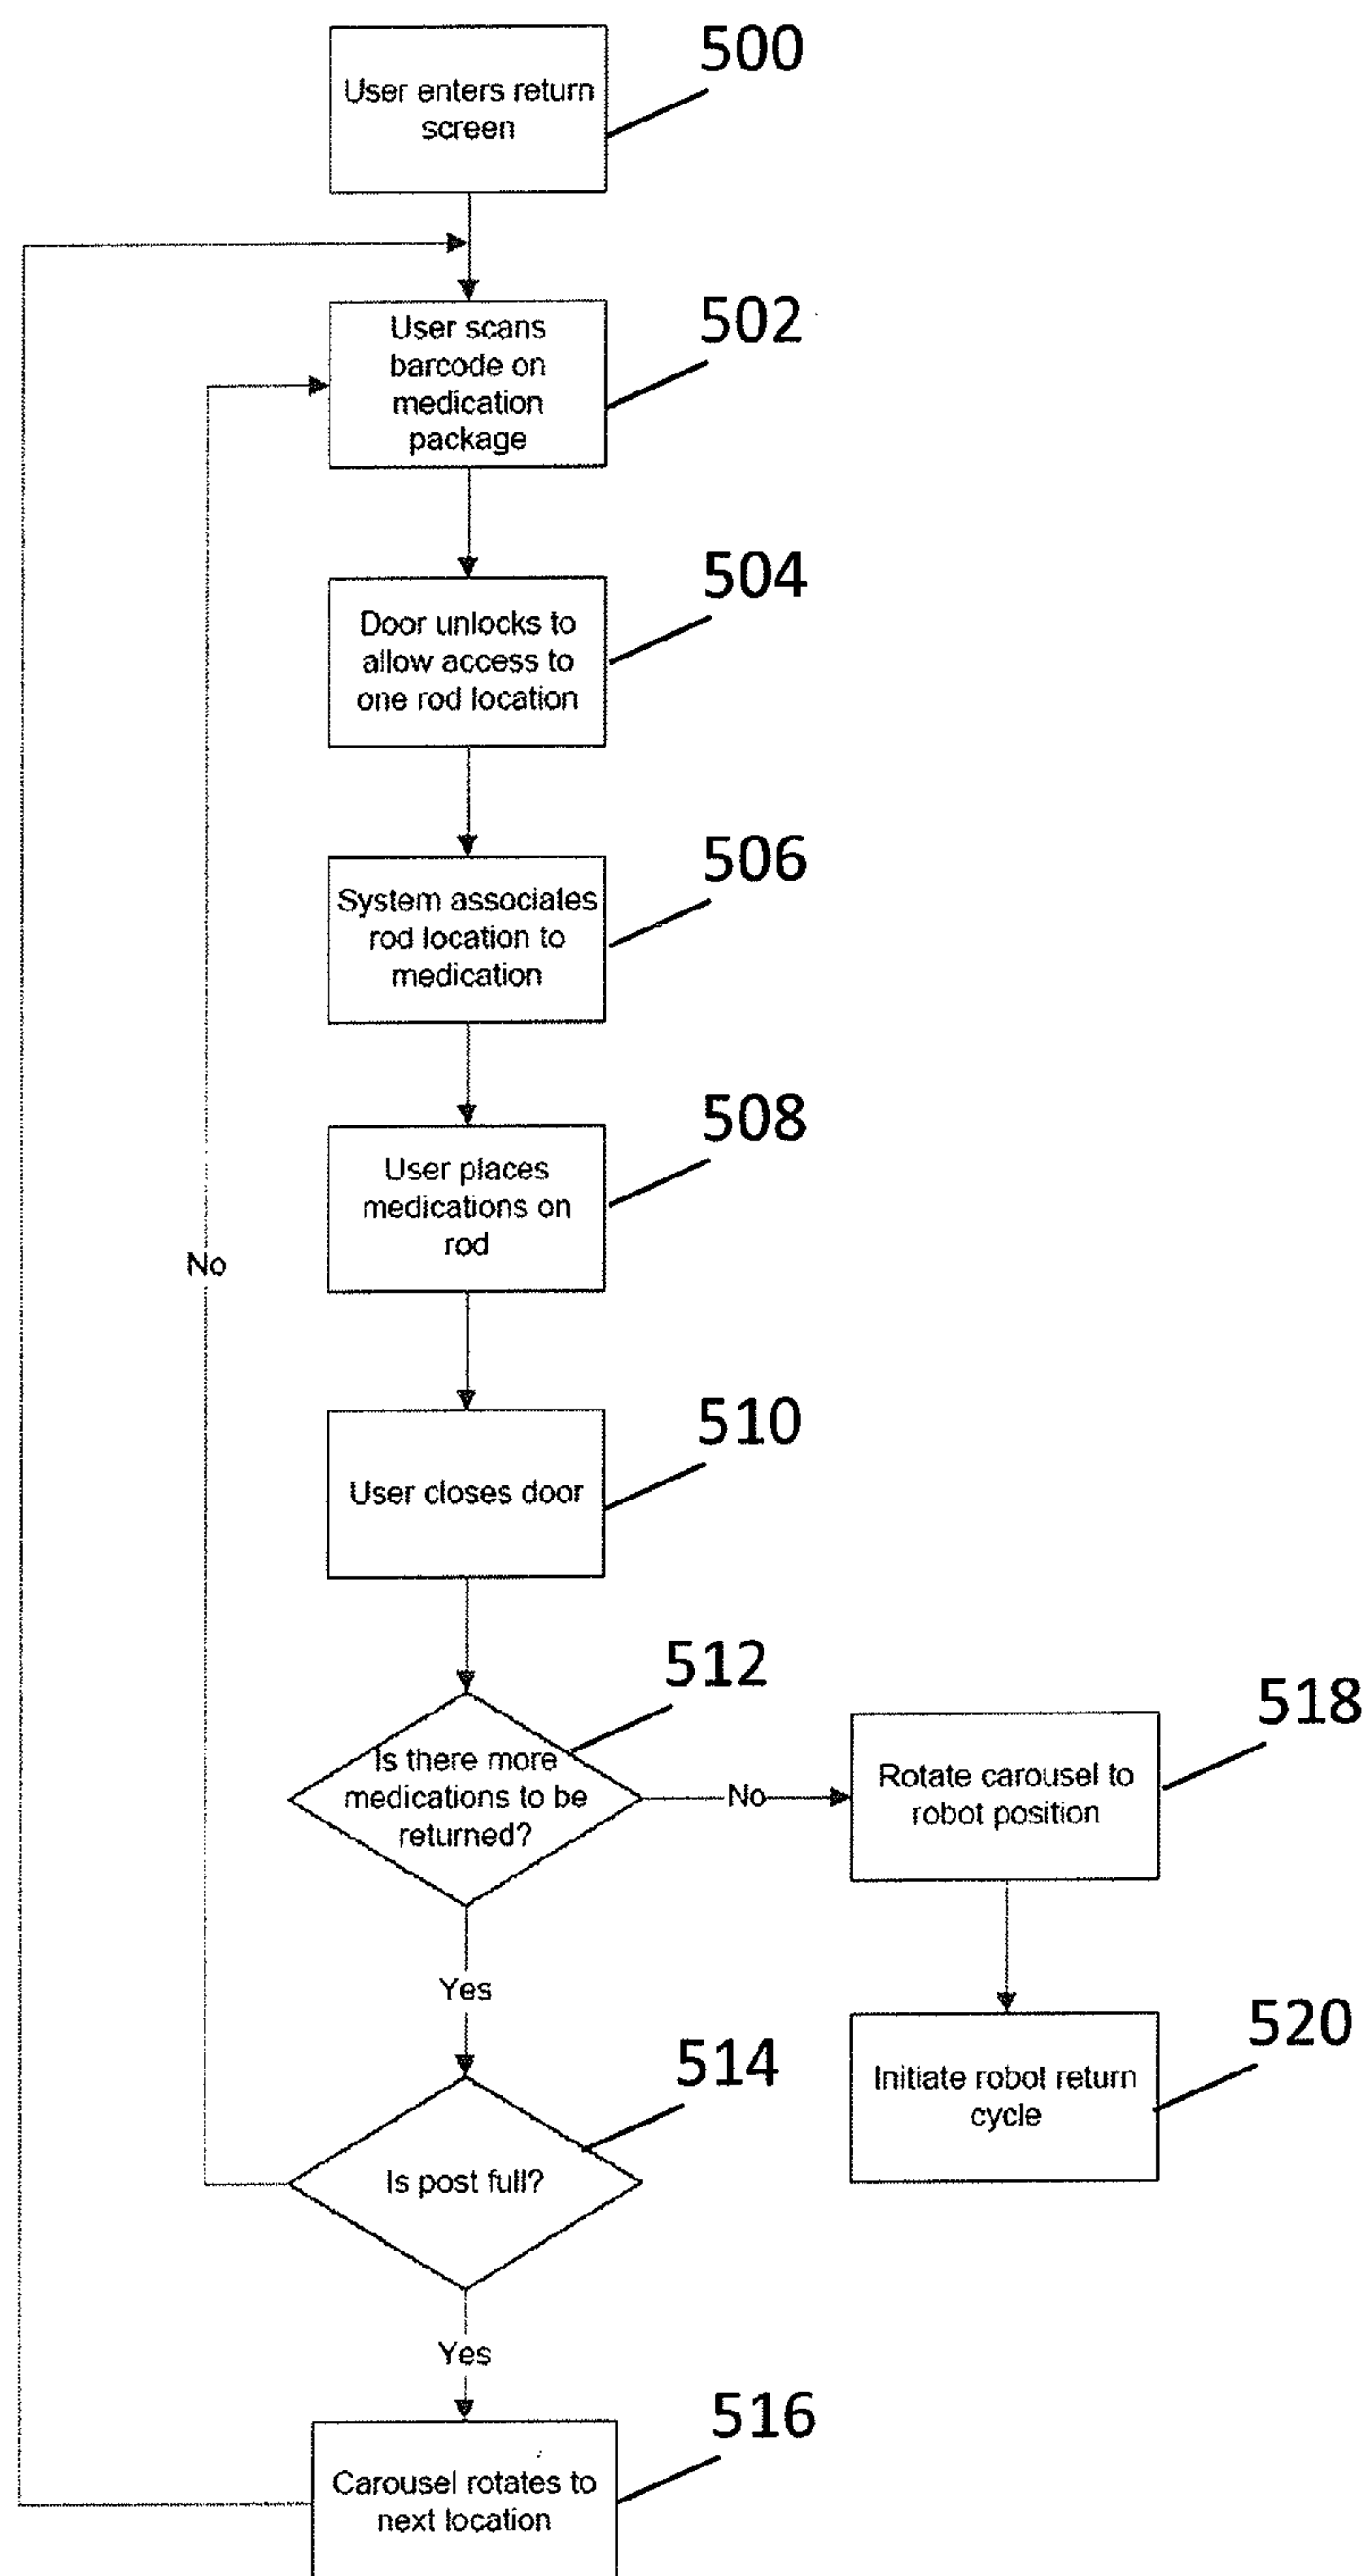 500
User enters return
screen
502
User scans
barcode on
medication
package
504
Door unlocks to
allow access to
one rod location
506
System associates
rod location to
medication
508
User places
medications on
rod
No
510
User closes door
512
Is there more
medications to be
returned?
No
518
Rotate carousel to
robot position
Yes
520
Initiate robot return
cycle
514
Is post full?
Yes
516
Carousel rotates to
next location